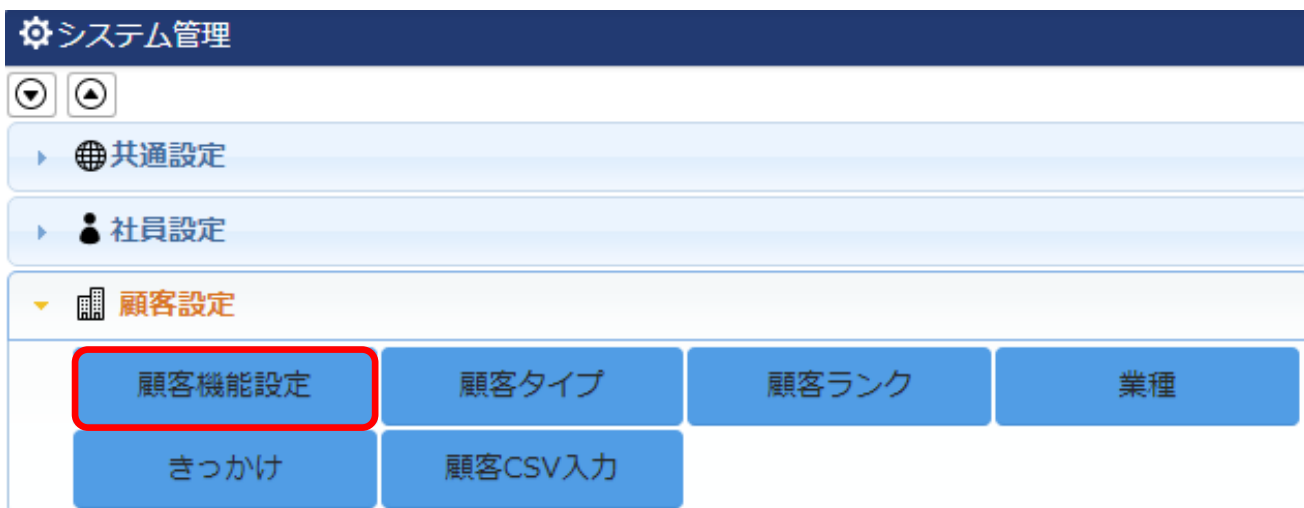 システム管理
共通設定
社員設定
顧客設定
顧客機能設定 顧客タイプ 顧客ランク 業種
きっかけ 顧客CSV入力